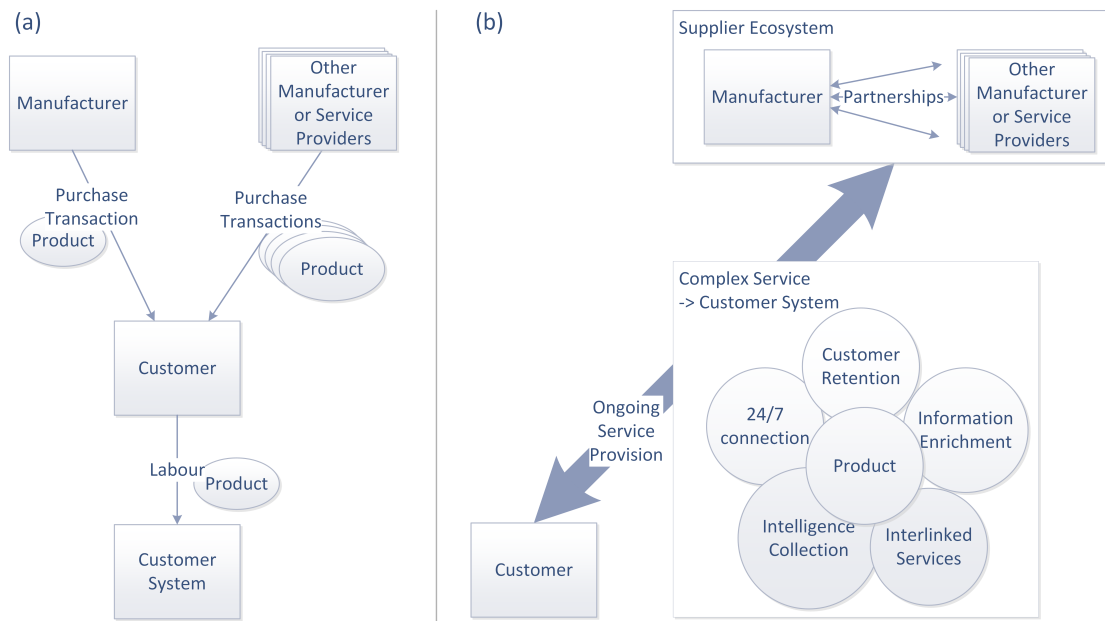 (a)
Manufacturer
Other
Manufacturer
or Service
Providers
Purchase
Transaction
Product
Purchase
Transactions
Product
Customer
Labour
Product
Customer
System
(b)
Supplier Ecosystem
Manufacturer
Partnerships
Other
Manufacturer
or Service
Providers
Complex Service
-> Customer System
Customer
Retention
24/7
connection
Information
Enrichment
Product
Intelligence
Collection
Interlinked
Services
Ongoing
Service
Provision
Customer